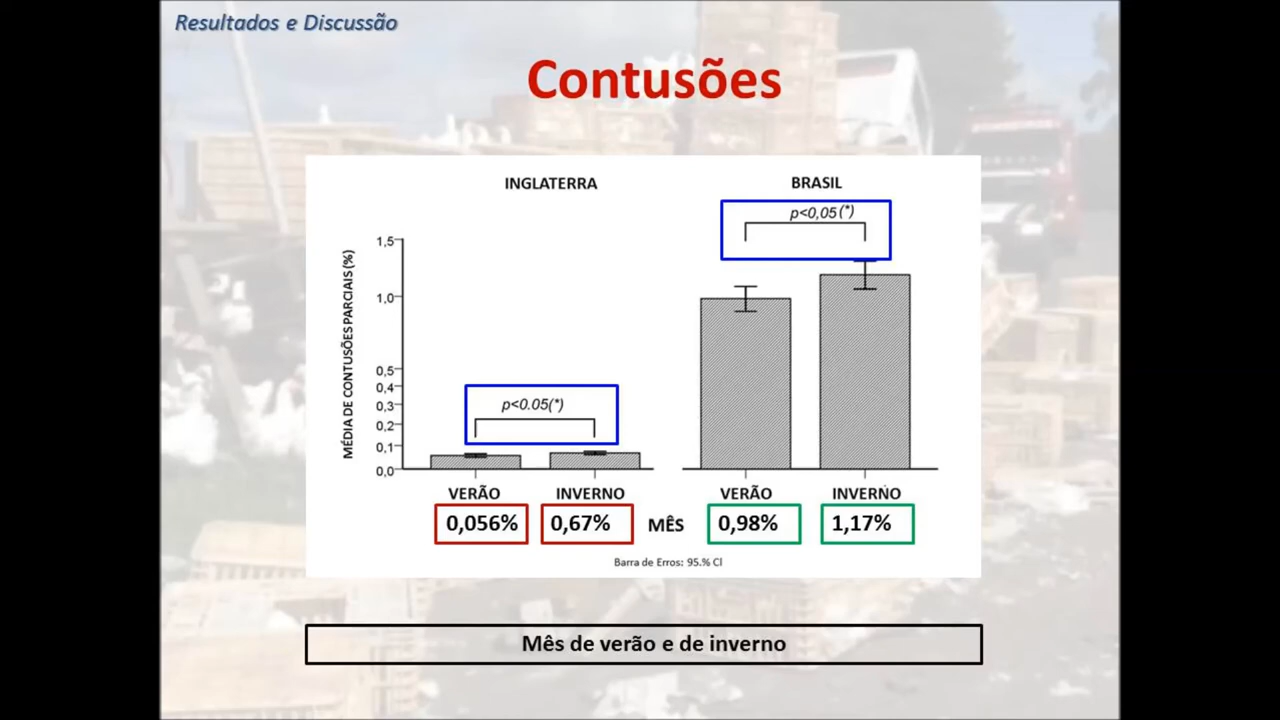 Resultados e Discussão
Contusões
INGLATERRA
BRASIL
p<0,05(*)
MÉDIA DE CONTUSÕES PARCIAIS (%)
1,5
1,0
0,5
0,4
0,3
0,2
0,1
0,0
p<0.05(*)
VERÃO INVERNO VERÃO INVERNO
0,056% 0,67% MÊS 0,98% 1,17%
Barra de Erros: 95.% CI
Mês de verão e de inverno